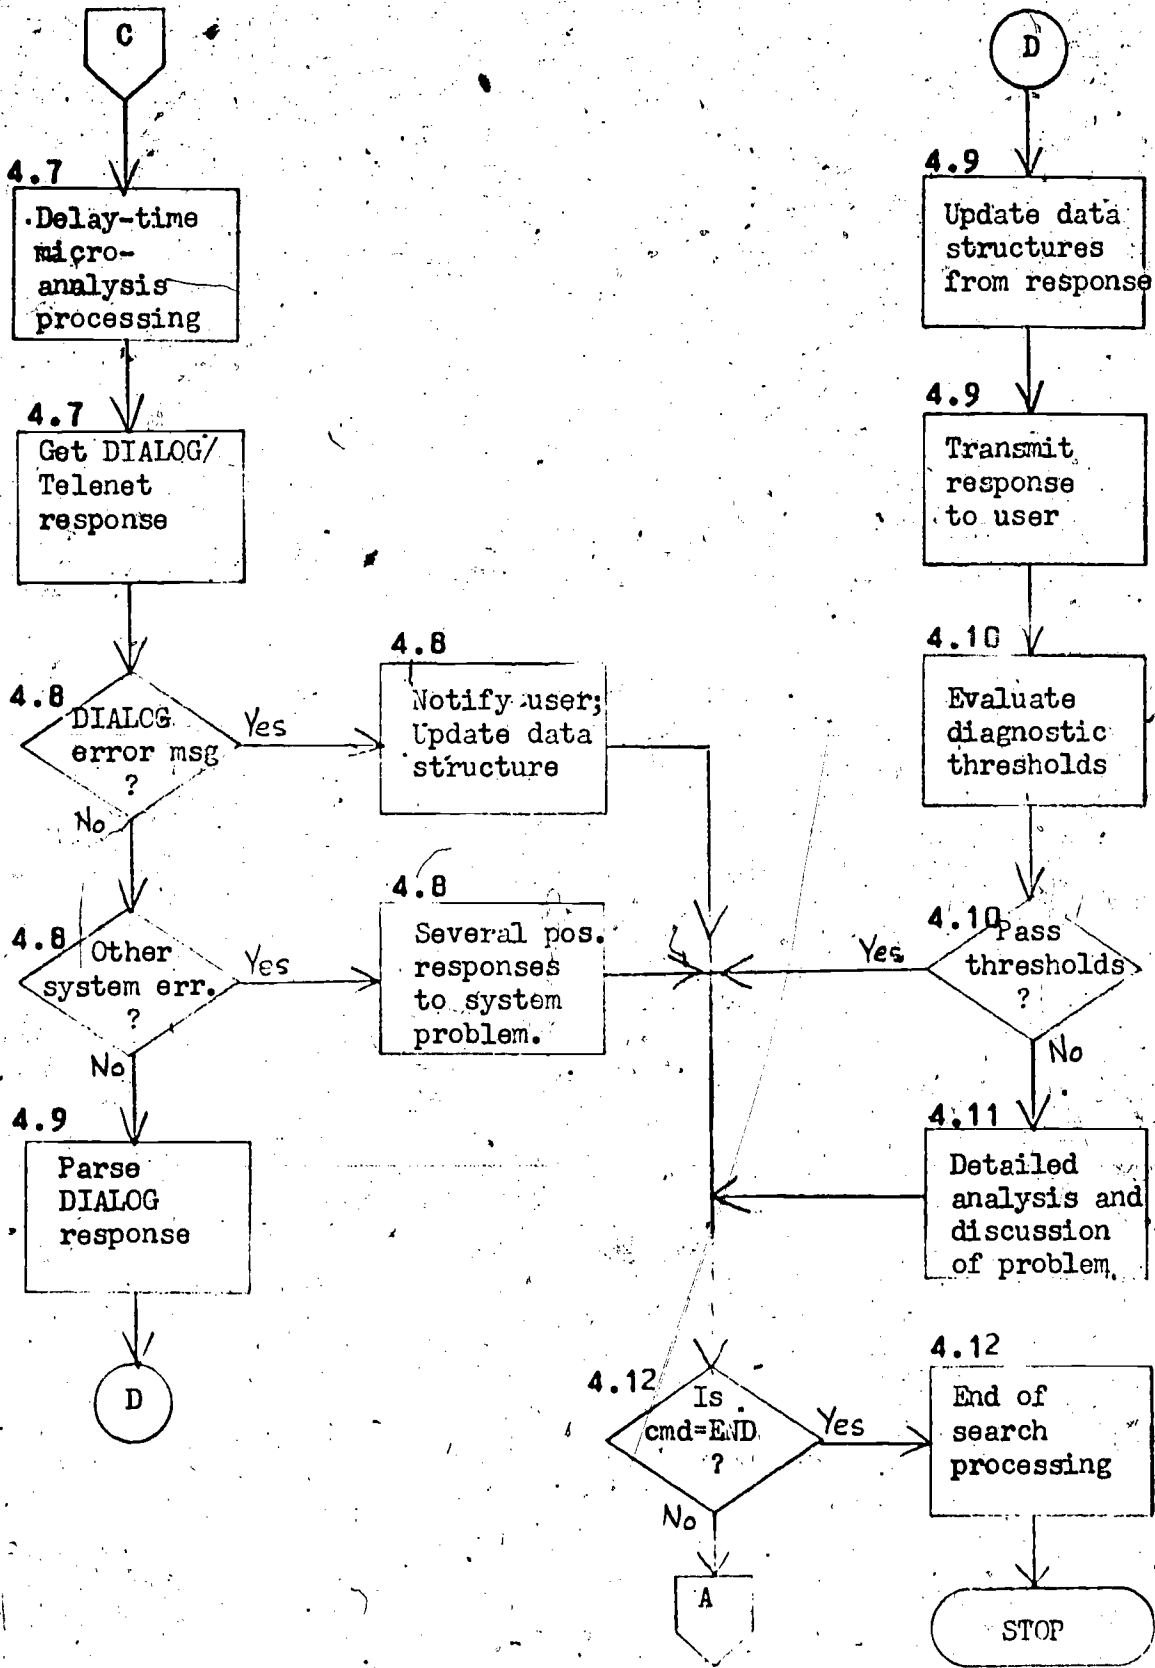 C
4.7
Delay-time
micro-
analysis
processing
4.7
Get DIALOG/
Telenet
response
4.8
DIALOG
error msg
?
Yes
No
4.8
Notify user;
Update data
structure
4.8
Other
system err.
?
Yes
No
4.8
Several pos.
responses
to system
problem.
4.9
Parse
DIALOG
response
D
D
4.9
Update data
structures
from response
4.9
Transmit
response
to user
4.10
Evaluate
diagnostic
thresholds
4.10
Pass
thresholds
?
Yes
No
4.11
Detailed
analysis and
discussion
of problem.
4.12
Is
cmd=END
?
Yes
No
A
4.12
End of
search
processing
STOP